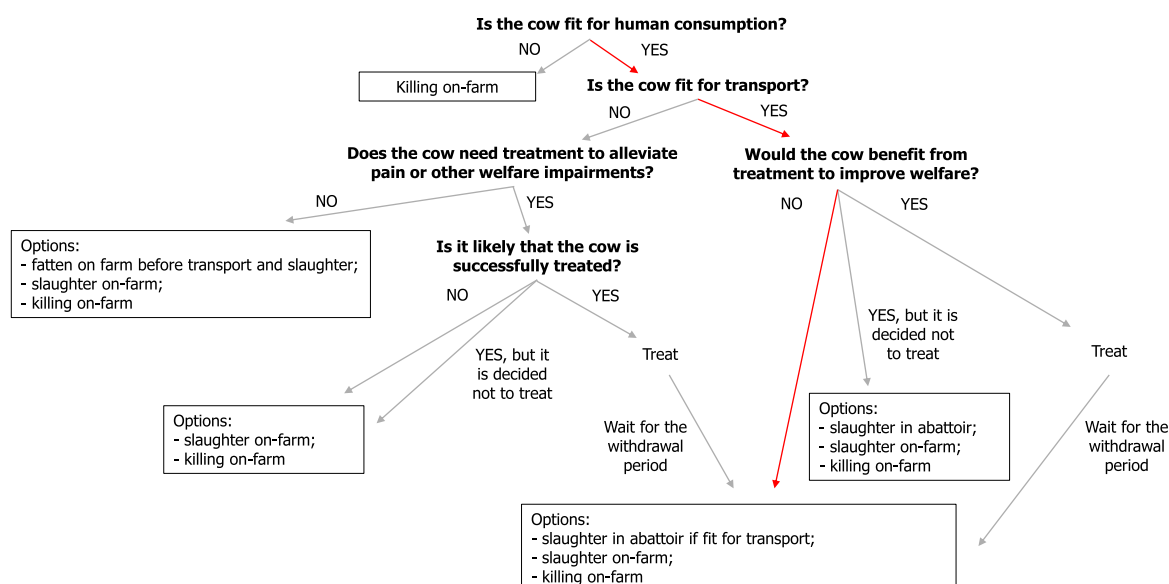 Is the cow fit for human consumption?
NO
YES
Killing on-farm
Is the cow fit for transport?
NO
YES
Does the cow need treatment to alleviate
pain or other welfare impairments?
Would the cow benefit from
treatment to improve welfare?
NO
YES
NO
YES
Options:
- fatten on farm before transport and slaughter;
- slaughter on-farm;
- killing on-farm
Is it likely that the cow is
successfully treated?
NO
YES
YES, but it
is decided
not to treat
Treat
YES, but it is
decided not
to treat
Treat
Options:
- slaughter on-farm;
- killing on-farm
Wait for the
withdrawal
period
Options:
- slaughter in abattoir;
- slaughter on-farm;
- killing on-farm
Wait for the
withdrawal
period
Options:
- slaughter in abattoir if fit for transport;
- slaughter on-farm;
- killing on-farm